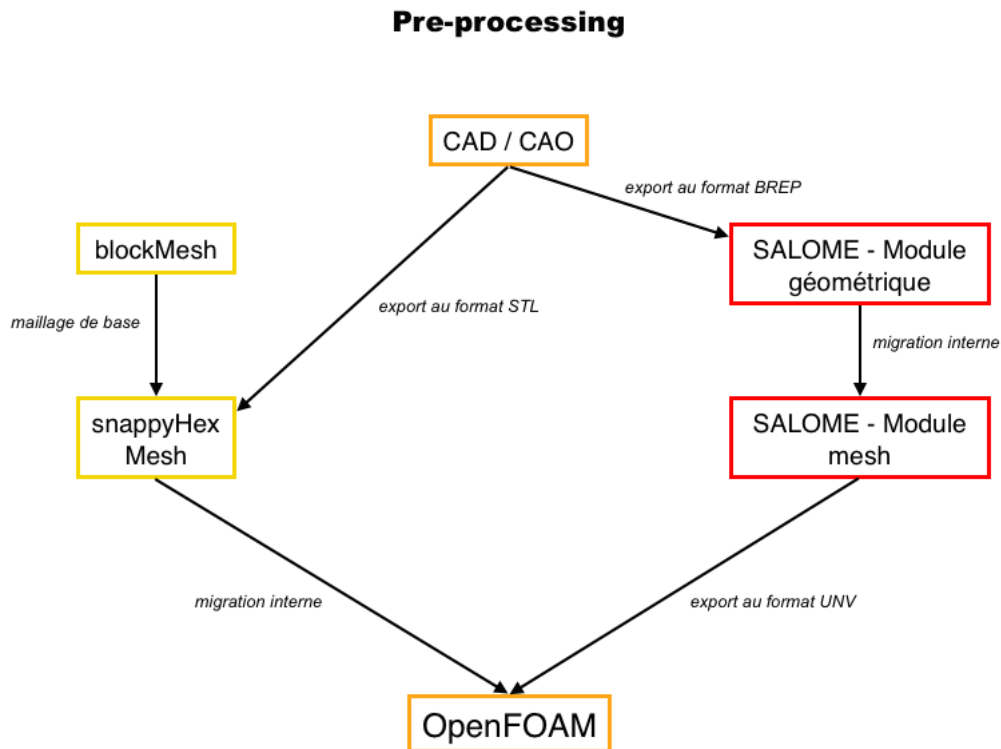 Pre-processing
CAD / CAO
export au format BREP
blockMesh
SALOME - Module
géométrique
export au format STL
maillage de base
migration interne
snappyHex
Mesh
SALOME - Module
mesh
migration interne
export au format UNV
OpenFOAM